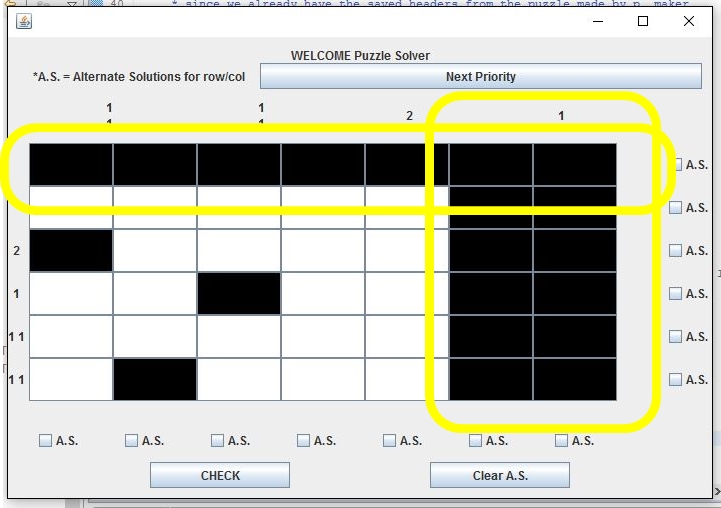 40 * since we already have the saved headers from the puzzle made by p maker
WELCOME Puzzle Solver
*A.S. = Alternate Solutions for row/col
Next Priority
1 1 2 1
1 1
A.S.
A.S.
2 A.S.
1 A.S.
1 1 A.S.
1 1 A.S.
A.S. A.S. A.S. A.S. A.S. A.S. A.S.
CHECK Clear A.S.